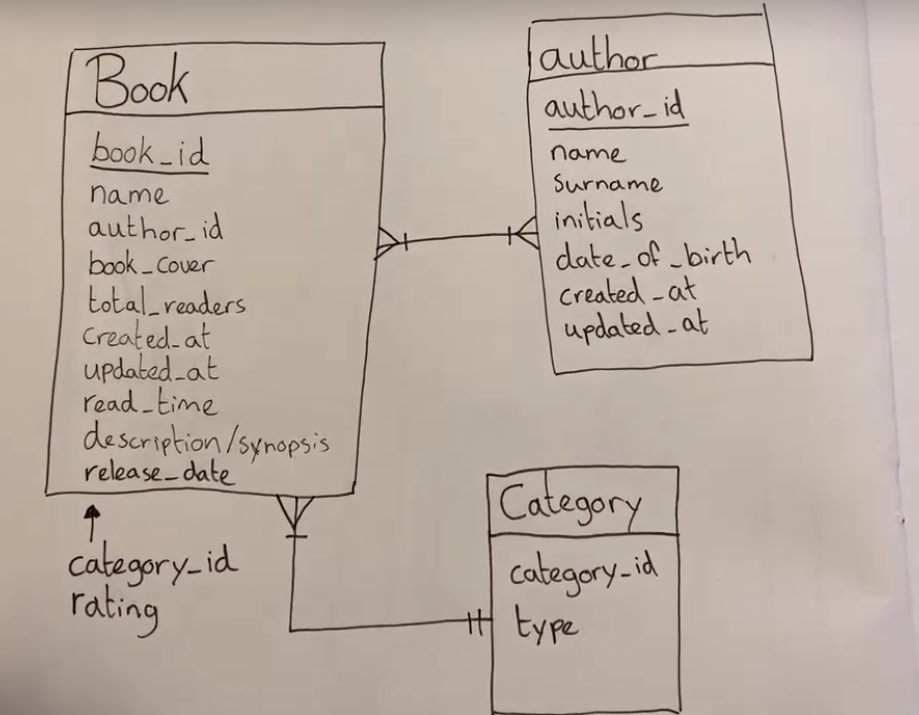 Book
book_id
name
author_id
book_cover
total_readers
created_at
updated_at
read_time
description/synopsis
release_date
category_id
rating
author
author_id
name
surname
initials
date_of_birth
created_at
updated_at
Category
category_id
type